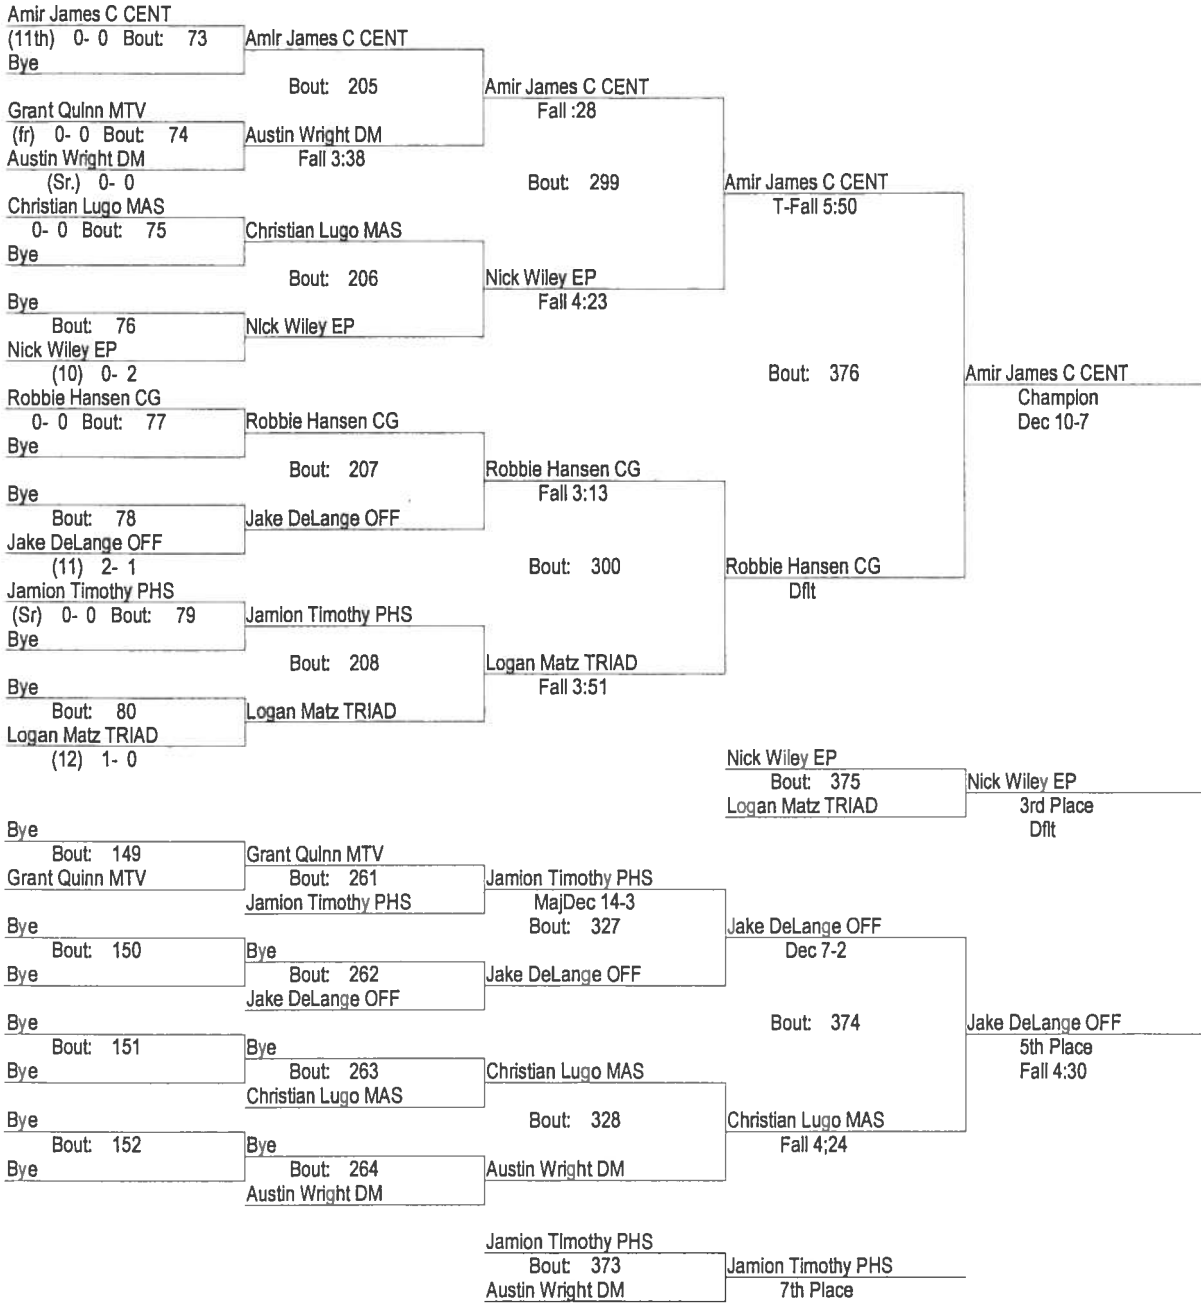 Amir James C CENT
(11th) 0- 0 Bout: 73
Bye
Amir James C CENT
Bout: 205
Grant Quinn MTV
(fr) 0- 0 Bout: 74
Austin Wright DM
(Sr.) 0- 0
Austin Wright DM
Fall 3:38
Amir James C CENT
Fall :28
Bout: 299
Christian Lugo MAS
0- 0 Bout: 75
Bye
Christian Lugo MAS
Bout: 206
Bye
Bout: 76
Nick Wiley EP
(10) 0- 2
Nick Wiley EP
Nick Wiley EP
Fall 4:23
Amir James C CENT
T-Fall 5:50
Bout: 376
Robbie Hansen CG
0- 0 Bout: 77
Bye
Robbie Hansen CG
Bout: 207
Bye
Bout: 78
Jake DeLange OFF
(11) 2- 1
Jake DeLange OFF
Robbie Hansen CG
Fall 3:13
Bout: 300
Jamion Timothy PHS
(Sr) 0- 0 Bout: 79
Bye
Jamion Timothy PHS
Bout: 208
Bye
Bout: 80
Logan Matz TRIAD
(12) 1- 0
Logan Matz TRIAD
Logan Matz TRIAD
Fall 3:51
Robbie Hansen CG
Dflt
Amir James C CENT
Champion
Dec 10-7
Nick Wiley EP
Bout: 375
Logan Matz TRIAD
Nick Wiley EP
3rd Place
Dflt
Bye
Bout: 149
Grant Quinn MTV
Grant Quinn MTV
Bout: 261
Jamion Timothy PHS
Jamion Timothy PHS
MajDec 14-3
Bout: 327
Bye
Bout: 150
Bye
Bye
Bout: 262
Jake DeLange OFF
Jake DeLange OFF
Jake DeLange OFF
Dec 7-2
Bout: 374
Bye
Bout: 151
Bye
Bye
Bout: 263
Christian Lugo MAS
Christian Lugo MAS
Bout: 328
Bye
Bout: 152
Bye
Bye
Bout: 264
Austin Wright DM
Austin Wright DM
Christian Lugo MAS
Fall 4;24
Jake DeLange OFF
5th Place
Fall 4:30
Jamion Timothy PHS
Bout: 373
Austin Wright DM
Jamion Timothy PHS
7th Place